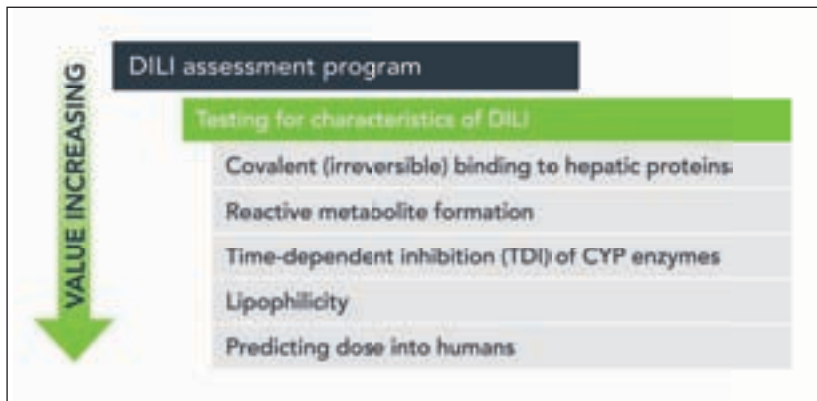 VALUE INCREASING
DILI assessment program
Testing for characteristics of DILI
Covalent (irreversible) binding to hepatic proteins
Reactive metabolite formation
Time-dependent inhibition (TDI) of CYP enzymes
Lipophilicity
Predicting dose into humans